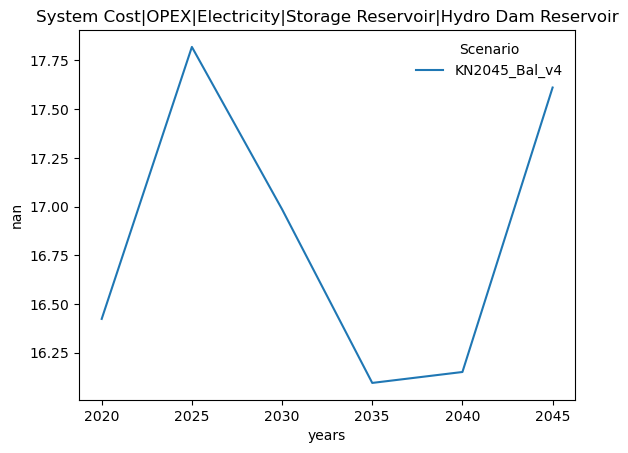 System Cost|OPEX|Electricity|Storage Reservoir|Hydro Dam Reservoir
Scenario
KN2045_Bal_v4
17.75
17.50
17.25
17.00
16.75
16.50
16.25
nan
2020 2025 2030 2035 2040 2045
years